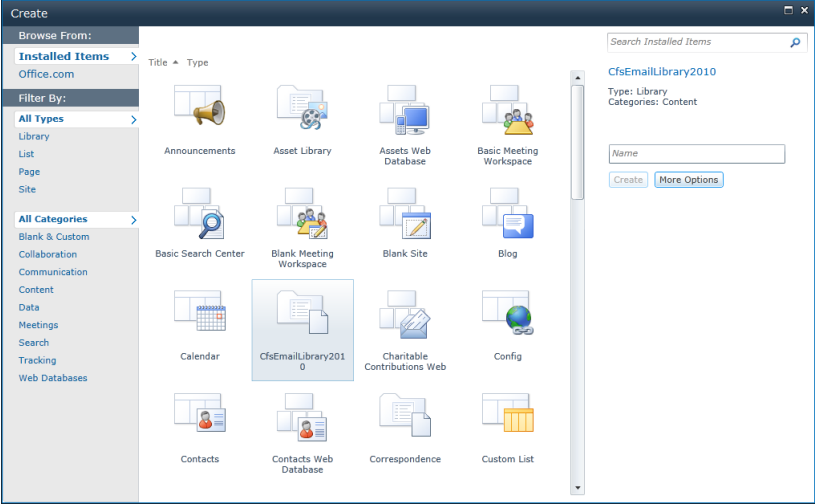 Create
Browse From:
Installed Items
Office.com
Filter By:
All Types
Library
List
Page
Site
All Categories
Blank & Custom
Collaboration
Communication
Content
Data
Meetings
Search
Tracking
Web Databases
Title Type
Announcements
Asset Library
Assets Web
Database
Basic Meeting
Workspace
Basic Search Center
Blank Meeting
Workspace
Blank Site
Blog
Calendar
CfsEmailLibrary201
0
Charitable
Contributions Web
Config
Contacts
Contacts Web
Database
Correspondence
Custom List
Search Installed Items
CfsEmailLibrary2010
Type: Library
Categories: Content
Name
Create More Options